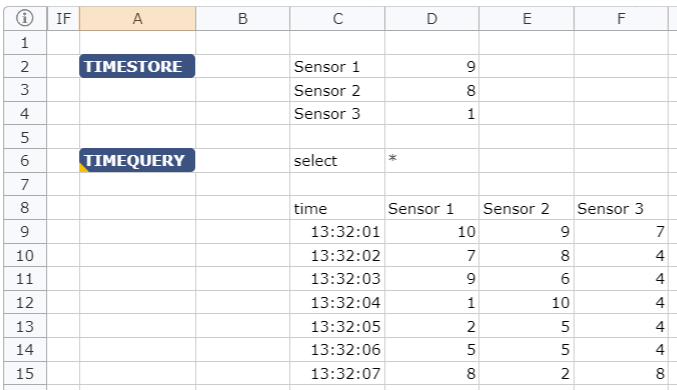 IF A B C D E F
1
2 TIMESTORE Sensor 1 9
3 Sensor 2 8
4 Sensor 3 1
5
6 TIMEQUERY select *
7
8 time Sensor 1 Sensor 2 Sensor 3
9 13:32:01 10 9 7
10 13:32:02 7 8 4
11 13:32:03 9 6 4
12 13:32:04 1 10 4
13 13:32:05 2 5 4
14 13:32:06 5 5 4
15 13:32:07 8 2 8